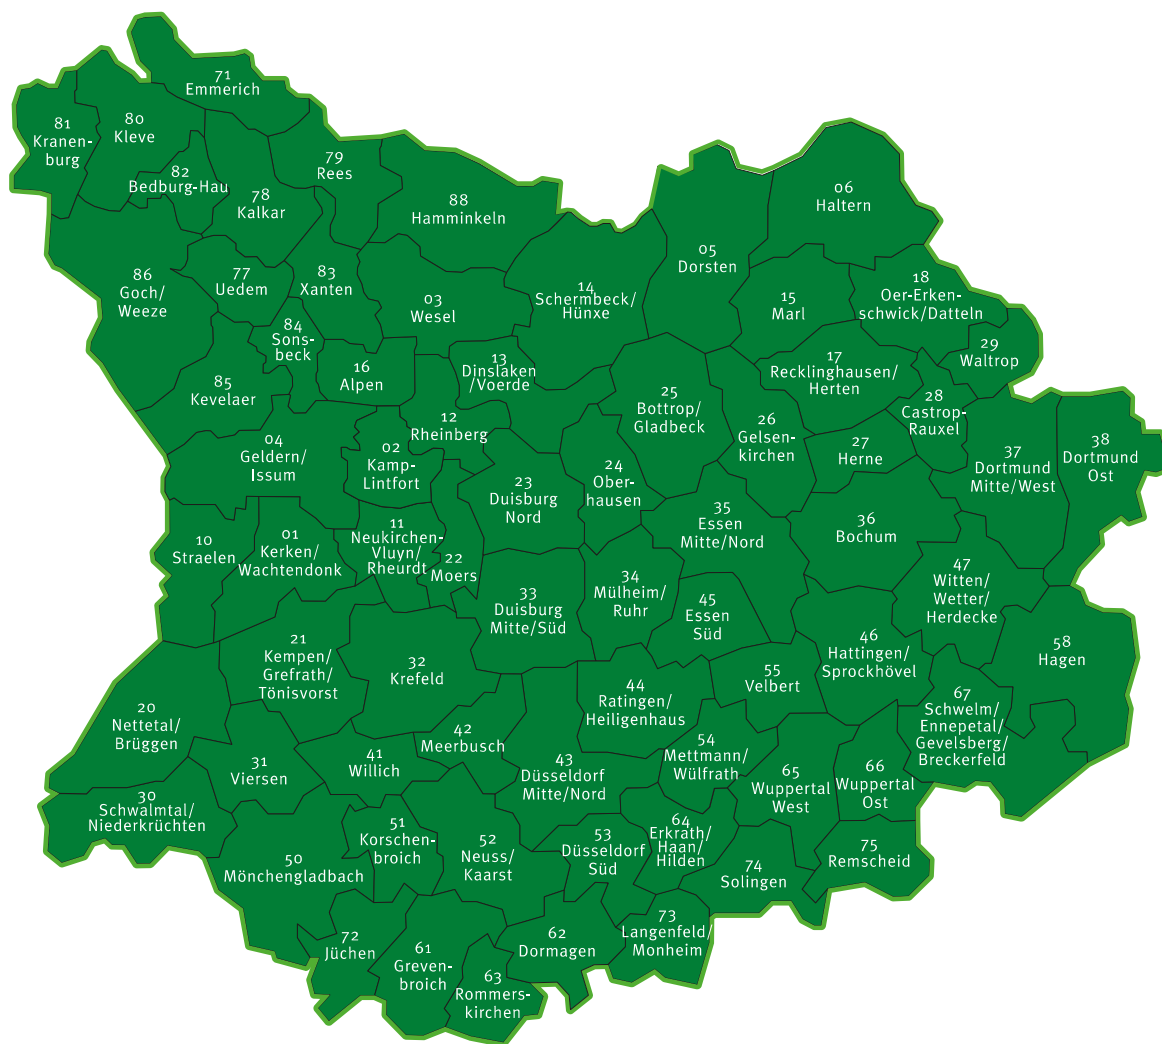 71
Emmerich
81
Kranen-
burg
80
Kleve
82
Bedburg-Hau
79
Rees
78
Kalkar
88
Hamminkeln
06
Haltern
05
Dorsten
86
Goch/
Weeze
77
Uedem
83
Xanten
03
Wesel
14
Schermbeck/
Hünxe
15
Marl
18
Oer-Erken-
schwick/Datteln
29
Waltrop
84
Sons-
beck
16
Alpen
13
Dinslaken
/Voerde
17
Recklinghausen/
Herten
85
Kevelaer
25
Bottrop/
Gladbeck
28
Castrop-
Rauxel
12
Rheinberg
26
Gelsen-
kirchen
27
Herne
04
Geldern/
Issum
02
Kamp-
Lintfort
24
Ober-
hausen
37
Dortmund
Mitte/West
38
Dortmund
Ost
23
Duisburg
Nord
35
Essen
Mitte/Nord
36
Bochum
10
Straelen
01
Kerken/
Wachtendonk
11
Neukirchen-
Vluyn/
Rheurdt
22
Moers
34
Mülheim/
Ruhr
47
Witten/
Wetter/
Herdecke
33
Duisburg
Mitte/Süd
45
Essen
Süd
21
Kempen/
Grefrath/
Tönisvorst
32
Krefeld
46
Hattingen/
Sprockhövel
58
Hagen
44
Ratingen/
Heiligenhaus
55
Velbert
67
Schwelm/
Ennepetal/
Gevelsberg/
Breckerfeld
20
Nettetal/
Brüggen
42
Meerbusch
31
Viersen
41
Willich
43
Düsseldorf
Mitte/Nord
54
Mettmann/
Wülfrath
65
Wuppertal
West
66
Wuppertal
Ost
30
Schwalmtal/
Niederkrüchten
51
Korschen-
broich
52
Neuss/
Kaarst
53
Düsseldorf
Süd
64
Erkrath/
Haan/
Hilden
75
Remscheid
50
Mönchengladbach
74
Solingen
72
Jüchen
61
Greven-
broich
62
Dormagen
73
Langenfeld/
Monheim
63
Rommers-
kirchen